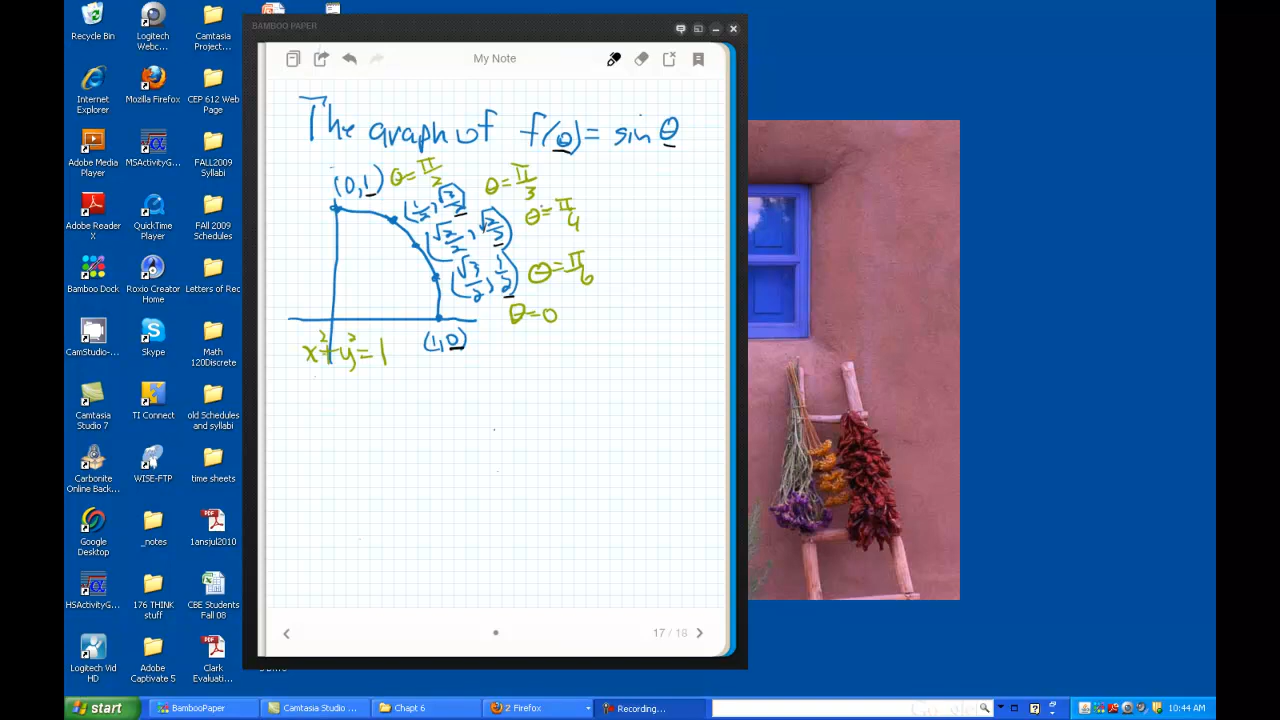 BAMBOO PAPER
My Note
The graph of f(θ) = sin θ
(0,1) θ = π/2
(1/2, √3/2) θ = π/3
(√2/2, √2/2) θ = π/4
(√3/2, 1/2) θ = π/6
θ = 0
(1,0)
x² + y² = 1
17 / 18
Recycle Bin
Logitech Webc...
Camtasia Project...
Internet Explorer
Mozilla Firefox
CEP 612 Web Page
Adobe Media Player
MSActivityG...
FALL2009 Syllabi
Adobe Reader X
QuickTime Player
Fall 2009 Schedules
Bamboo Dock
Roxio Creator Home
Letters of Rec
CamStudio-...
Skype
Math 120Discrete
Camtasia Studio 7
TI Connect
old Schedules and syllabi
Carbonite Online Back...
WISE-FTP
time sheets
Google Desktop
_notes
1ansjul2010
HSActivityG...
176 THINK stuff
CBE Students Fall 08
Logitech Vid HD
Adobe Captivate 5
Clark Evaluati...
start
BambooPaper
Camtasia Studio ...
Chapt 6
2 Firefox
Recording...
Google
10:44 AM